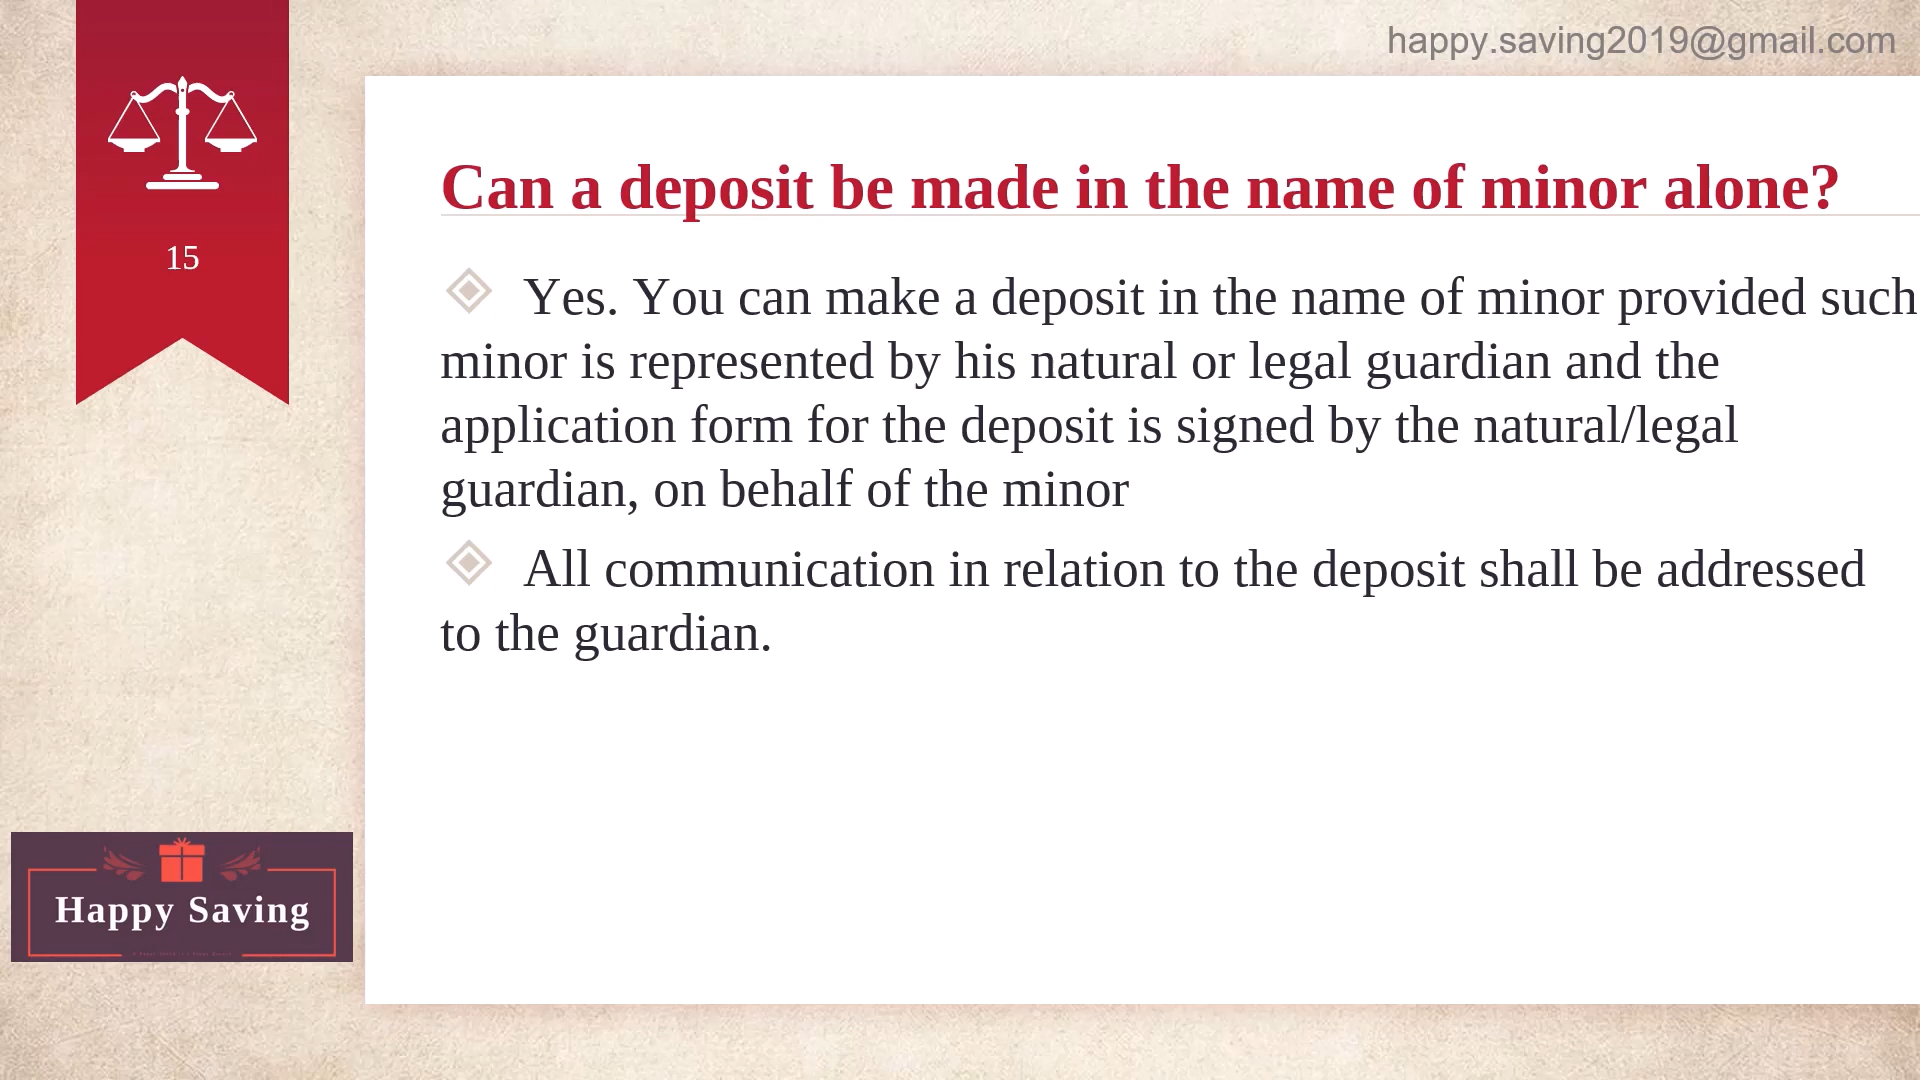 happy.saving2019@gmail.com
15
Can a deposit be made in the name of minor alone?
Yes. You can make a deposit in the name of minor provided such
minor is represented by his natural or legal guardian and the
application form for the deposit is signed by the natural/legal
guardian, on behalf of the minor
All communication in relation to the deposit shall be addressed
to the guardian.
Happy Saving